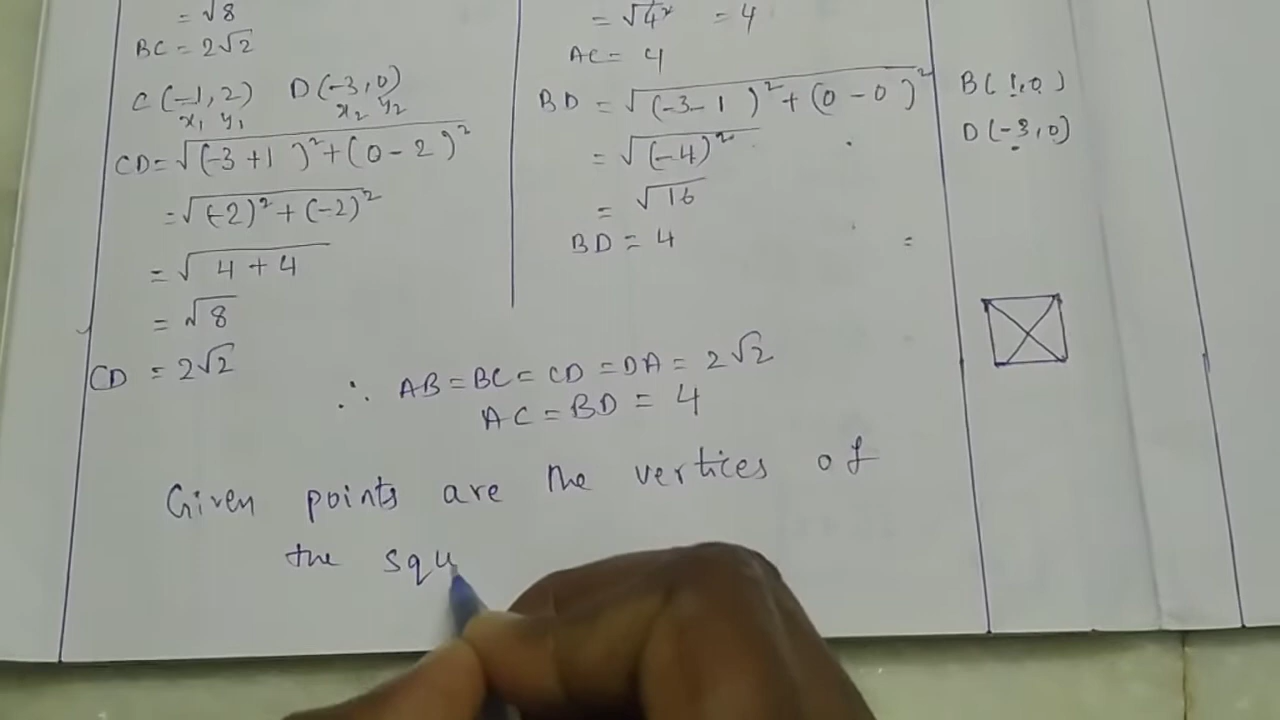 = √8
BC = 2√2
C(-1, 2) D(-3, 0)
x₁ y₁ x₂ y₂
CD = √(-3 + 1)² + (0 - 2)²
= √(-2)² + (-2)²
= √4 + 4
= √8
CD = 2√2
= √4² = 4
AC = 4
BD = √(-3 - 1)² + (0 - 0)²
= √(-4)²
= √16
BD = 4
=
B(1, 0)
D(-3, 0)
∴ AB = BC = CD = DA = 2√2
AC = BD = 4
Given points are the vertices of
the squ